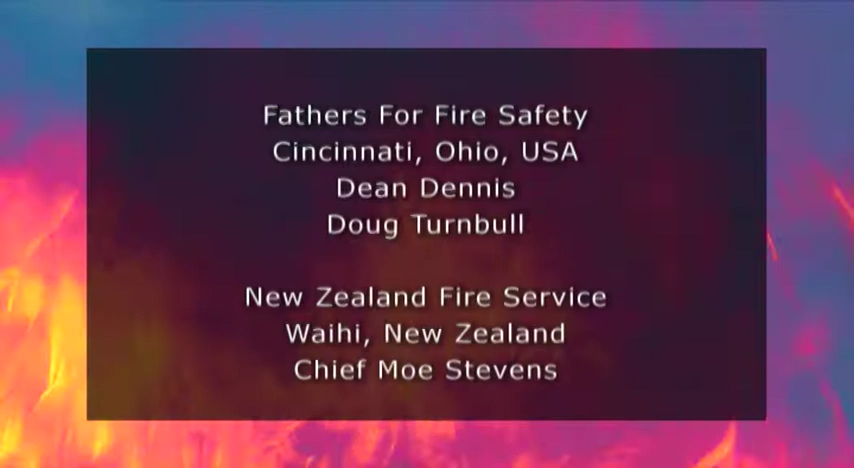 Fathers For Fire Safety
Cincinnati, Ohio, USA
Dean Dennis
Doug Turnbull
New Zealand Fire Service
Waihi, New Zealand
Chief Moe Stevens